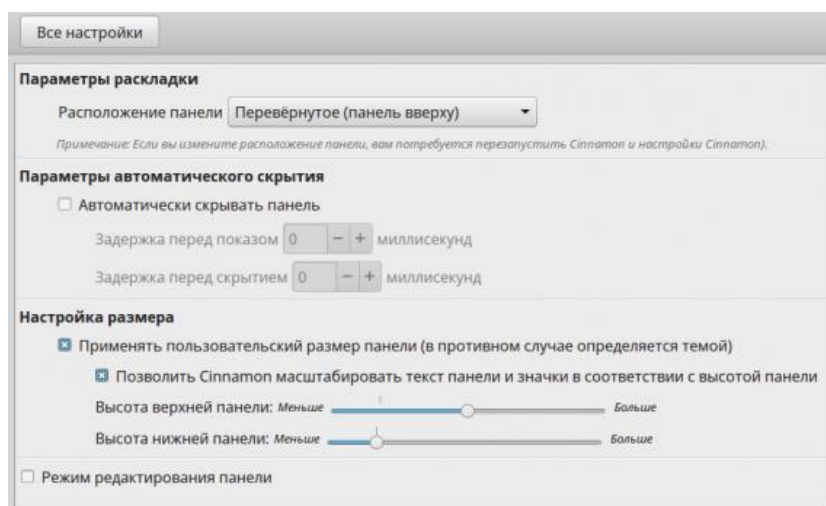 Все настройки
Параметры раскладки
Расположение панели Перевёрнутое (панель вверху)
Примечание: Если вы измените расположение панели, вам потребуется перезапустить Cinnamon и настройки Cinnamon).
Параметры автоматического скрытия
Автоматически скрывать панель
Задержка перед показом 0 − + миллисекунд
Задержка перед скрытием 0 − + миллисекунд
Настройка размера
Применять пользовательский размер панели (в противном случае определяется темой)
Позволить Cinnamon масштабировать текст панели и значки в соответствии с высотой панели
Высота верхней панели: Меньше Больше
Высота нижней панели: Меньше Больше
Режим редактирования панели